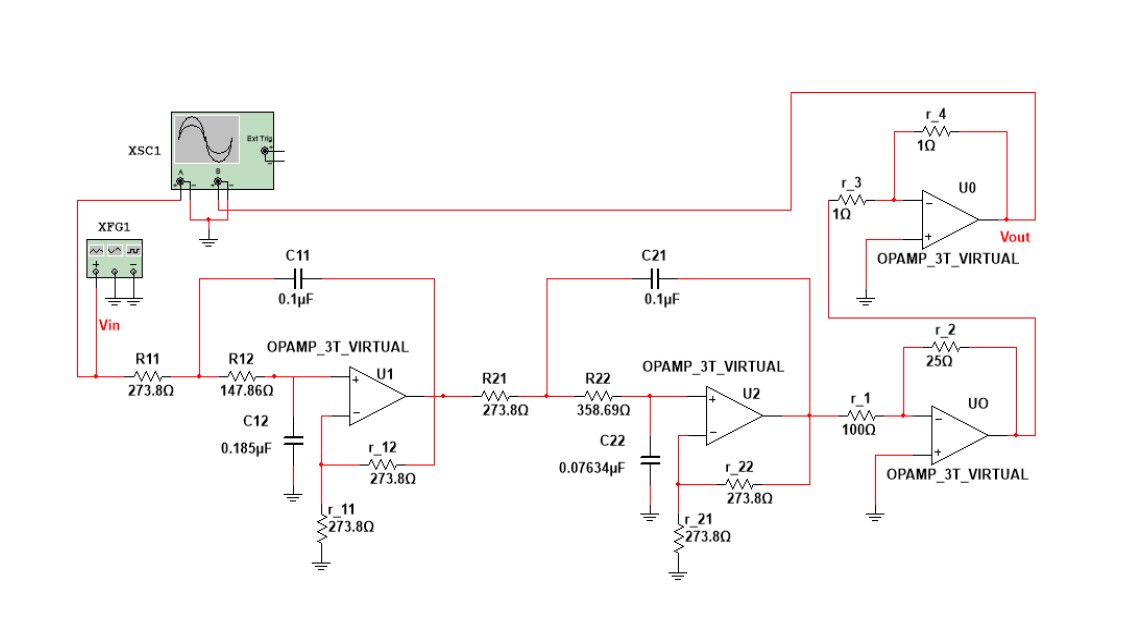 r_4
1Ω
XSC1
Ext Trig
+
−
A
B
+
−
+
−
r_3
1Ω
U0
−
+
Vout
OPAMP_3T_VIRTUAL
XFG1
+
−
C11
0.1µF
C21
0.1µF
Vin
r_2
25Ω
OPAMP_3T_VIRTUAL
R11
273.8Ω
R12
147.86Ω
U1
+
−
C12
0.185µF
r_12
273.8Ω
r_11
273.8Ω
OPAMP_3T_VIRTUAL
R21
273.8Ω
R22
358.69Ω
U2
+
−
C22
0.07634µF
r_22
273.8Ω
r_21
273.8Ω
r_1
100Ω
UO
−
+
OPAMP_3T_VIRTUAL